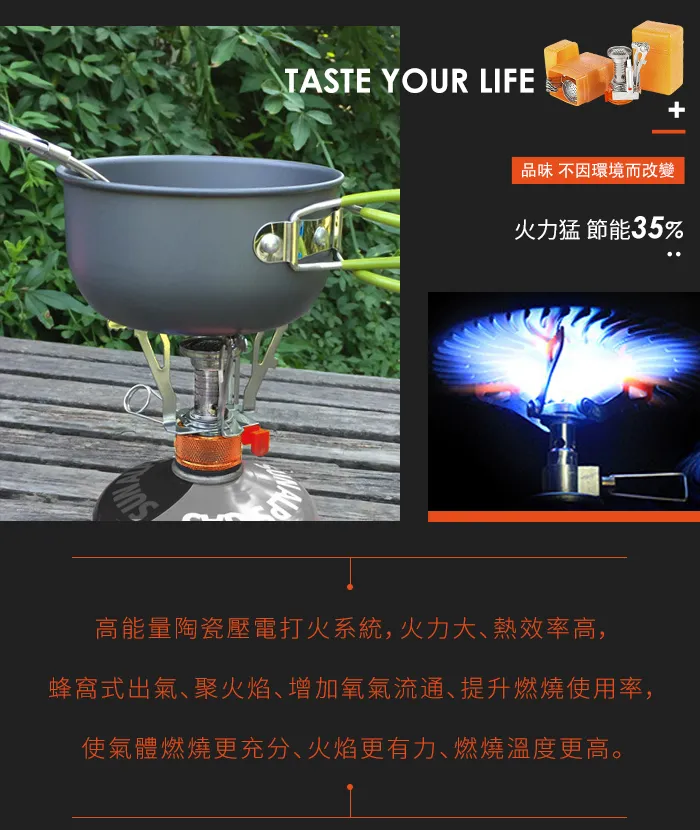 TASTE YOUR LIFE
+
品味 不因環境而改變
火力猛 節能35%
高能量陶瓷壓電打火系統，火力大、熱效率高，
蜂窩式出氣、聚火焰、增加氧氣流通、提升燃燒使用率，
使氣體燃燒更充分、火焰更有力、燃燒溫度更高。